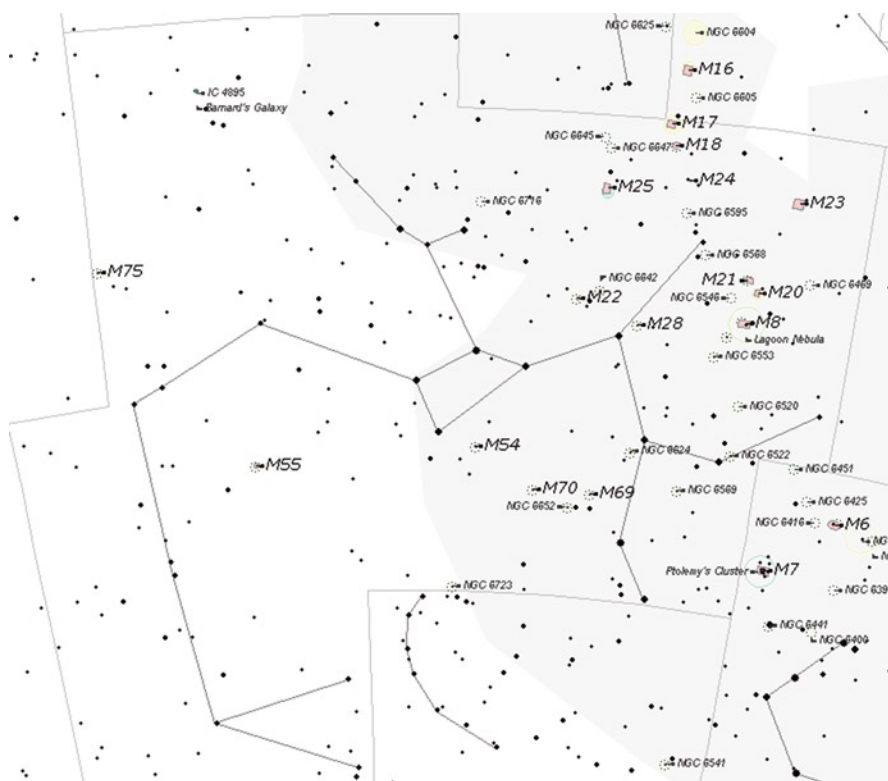 NGC 6625
NGC 6604
M16
IC 4895
NGC 6605
Barnard's Galaxy
M17
NGC 6645
NGC 6647
M18
M24
M25
NGC 6716
M23
NGC 6595
NGC 6568
M75
NGC 6642
M21
NGC 6469
M22
NGC 6546
M20
M28
M8
Lagoon Nebula
NGC 6553
NGC 6520
M54
NGC 6624
NGC 6522
M55
NGC 6451
M70
M69
NGC 6569
NGC 6652
NGC 6425
NGC 6416
M6
Ptolemy's Cluster
M7
NGC 6723
NGC 6441
NGC 6400
NGC 6541